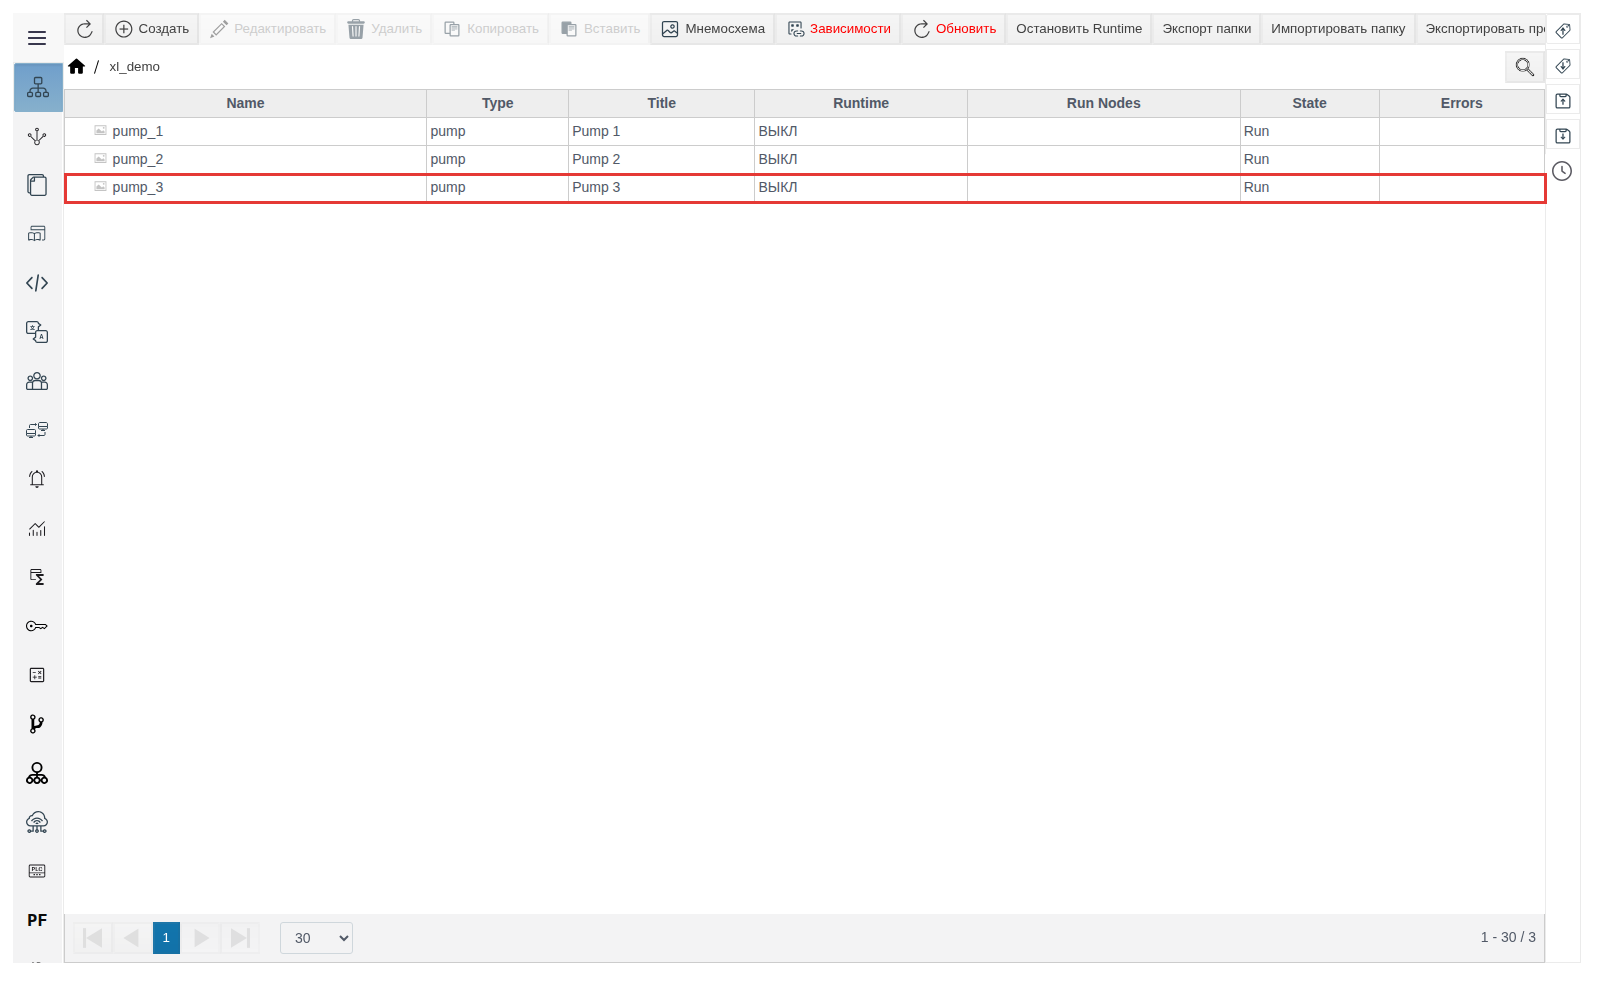 Создать Редактировать Удалить Копировать Вставить Мнемосхема Зависимости Обновить Остановить Runtime Экспорт папки Импортировать папку Экспортировать
/ xl_demo
Name Type Title Runtime Run Nodes State Errors
pump_1 pump Pump 1 ВЫКЛ Run
pump_2 pump Pump 2 ВЫКЛ Run
pump_3 pump Pump 3 ВЫКЛ Run
PLC
PF
1 30 1 - 30 / 3